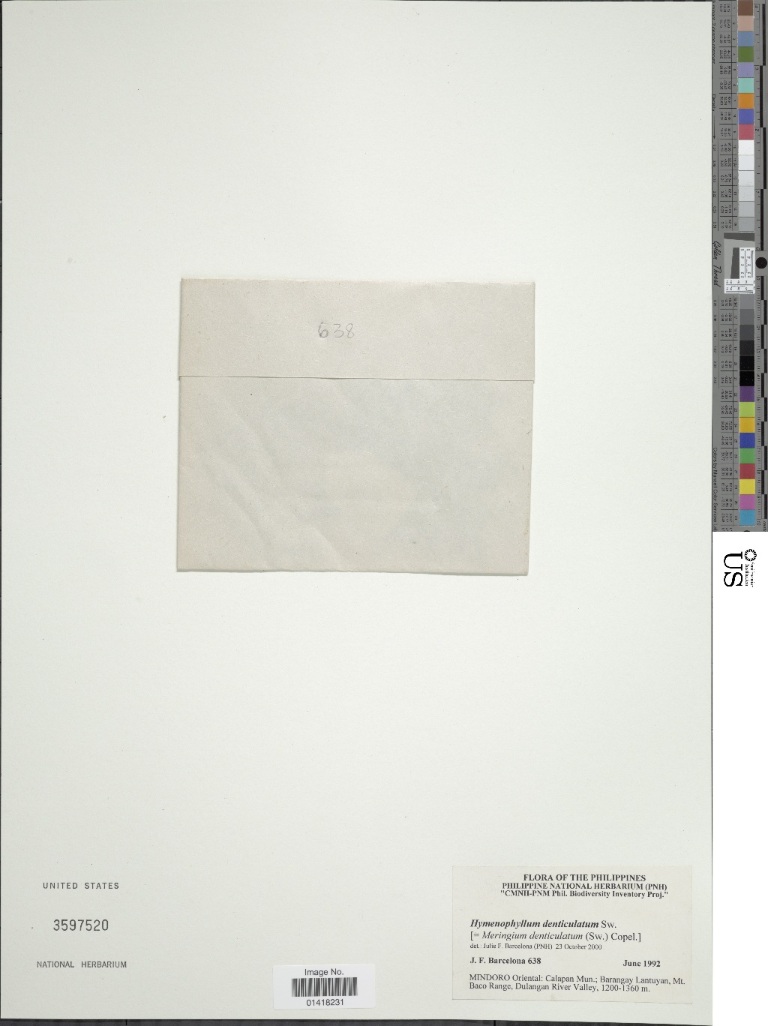 638
US
UNITED STATES
3597520
NATIONAL HERBARIUM
Image No.
01418231
FLORA OF THE PHILIPPINES
PHILIPPINE NATIONAL HERBARIUM (PNH)
"CMNH-PNM Phil. Biodiversity Inventory Proj."
Hymenophyllum denticulatum Sw.
[= Meringium denticulatum (Sw.) Copel.]
det. Julie F. Barcelona (PNH) 23 October 2000
J. F. Barcelona 638 June 1992
MINDORO Oriental: Calapan Mun.; Barangay Lantuyan, Mt.
Baco Range, Dulangan River Valley, 1200-1360 m.